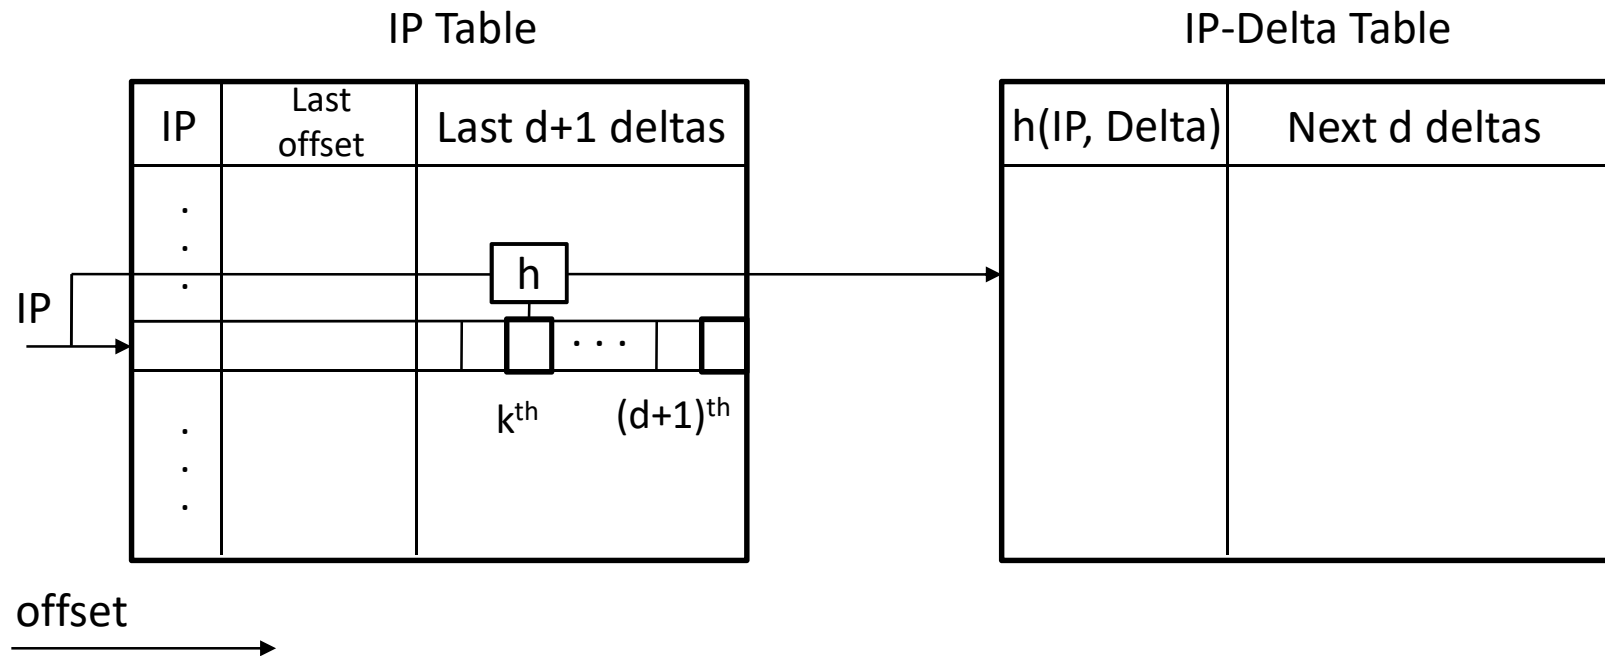 IP Table
IP-Delta Table
IP
Last
offset
Last d+1 deltas
h(IP, Delta)
Next d deltas
h
IP
. . .
kth
(d+1)th
offset